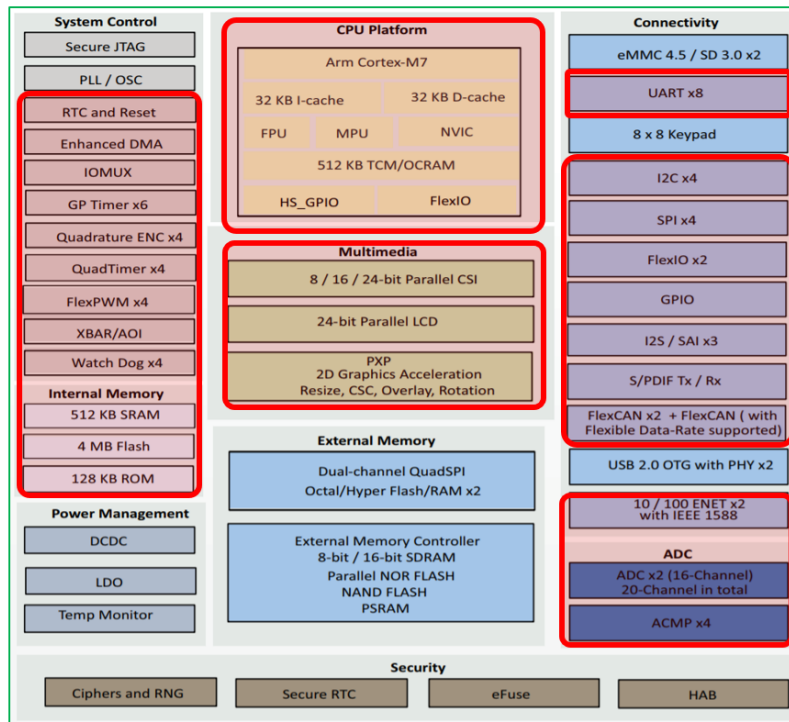 System Control
Secure JTAG
PLL / OSC
RTC and Reset
Enhanced DMA
IOMUX
GP Timer x6
Quadrature ENC x4
QuadTimer x4
FlexPWM x4
XBAR/AOI
Watch Dog x4
Internal Memory
512 KB SRAM
4 MB Flash
128 KB ROM
Power Management
DCDC
LDO
Temp Monitor
CPU Platform
Arm Cortex-M7
32 KB I-cache
32 KB D-cache
FPU
MPU
NVIC
512 KB TCM/OCRAM
HS_GPIO
FlexIO
Multimedia
8 / 16 / 24-bit Parallel CSI
24-bit Parallel LCD
PXP
2D Graphics Acceleration
Resize, CSC, Overlay, Rotation
External Memory
Dual-channel QuadSPI
Octal/Hyper Flash/RAM x2
External Memory Controller
8-bit / 16-bit SDRAM
Parallel NOR FLASH
NAND FLASH
PSRAM
Connectivity
eMMC 4.5 / SD 3.0 x2
UART x8
8 x 8 Keypad
I2C x4
SPI x4
FlexIO x2
GPIO
I2S / SAI x3
S/PDIF Tx / Rx
FlexCAN x2 + FlexCAN ( with
Flexible Data-Rate supported)
USB 2.0 OTG with PHY x2
10 / 100 ENET x2
with IEEE 1588
ADC
ADC x2 (16-Channel)
20-Channel in total
ACMP x4
Security
Ciphers and RNG
Secure RTC
eFuse
HAB